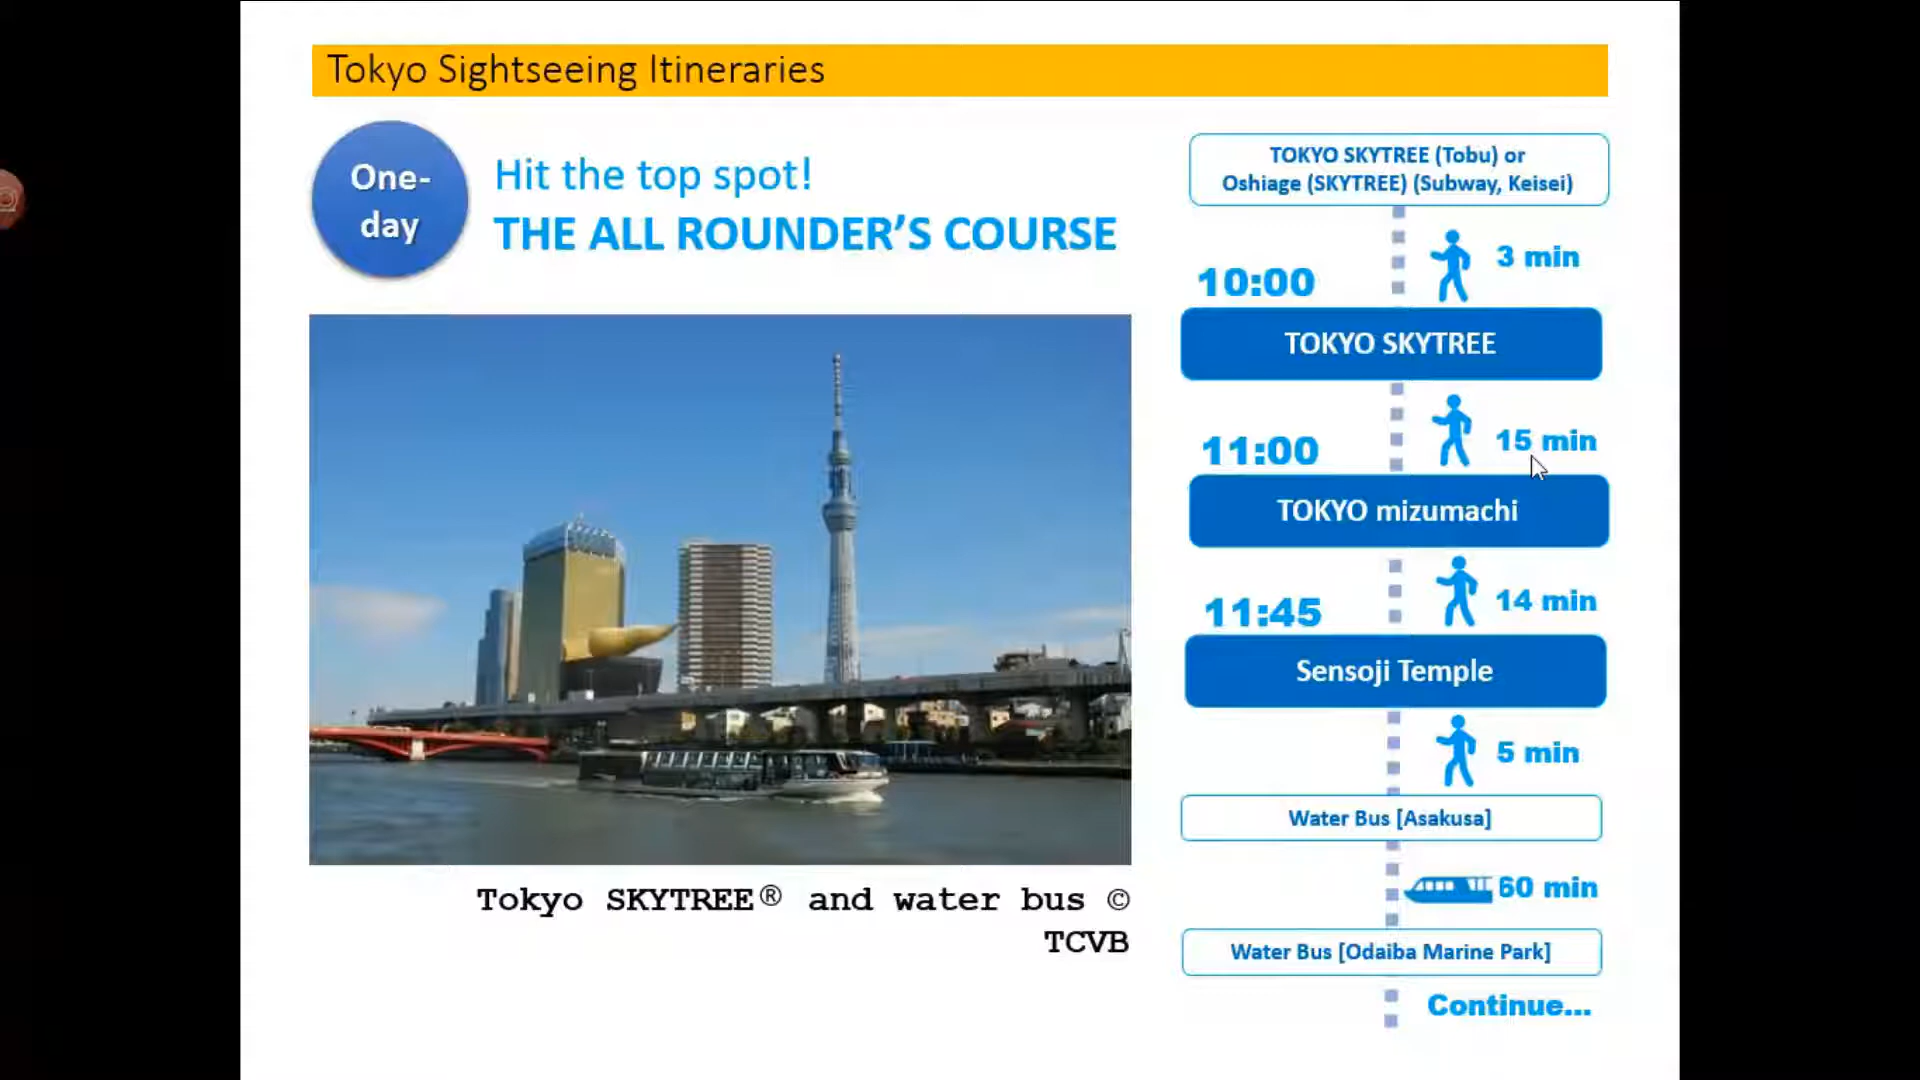 Tokyo Sightseeing Itineraries
One-
day
Hit the top spot!
THE ALL ROUNDER’S COURSE
Tokyo SKYTREE® and water bus ©
TCVB
TOKYO SKYTREE (Tobu) or
Oshiage (SKYTREE) (Subway, Keisei)
3 min
10:00
TOKYO SKYTREE
15 min
11:00
TOKYO mizumachi
14 min
11:45
Sensoji Temple
5 min
Water Bus [Asakusa]
60 min
Water Bus [Odaiba Marine Park]
Continue...